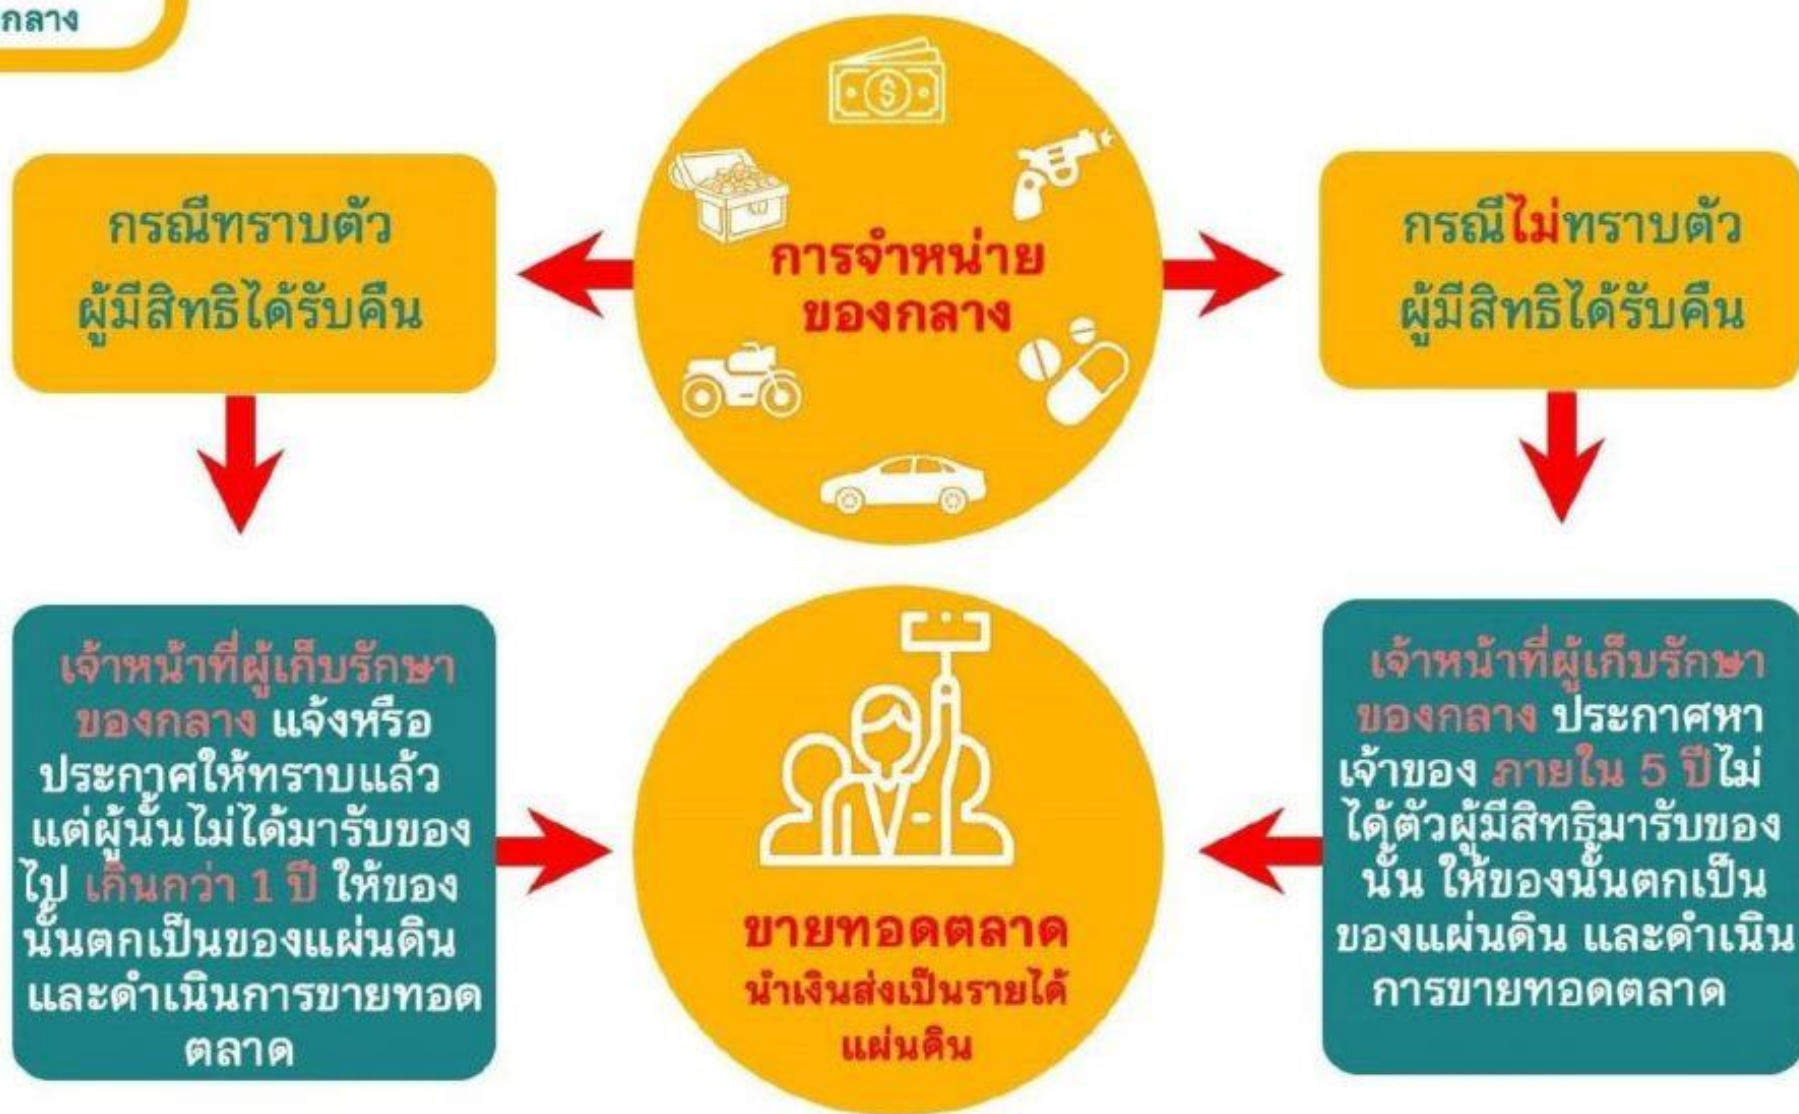 กลาง
การจำหน่าย
ของกลาง
กรณีทราบตัว
ผู้มีสิทธิได้รับคืน
กรณีไม่ทราบตัว
ผู้มีสิทธิได้รับคืน
เจ้าหน้าที่ผู้เก็บรักษา
ของกลาง แจ้งหรือ
ประกาศให้ทราบแล้ว
แต่ผู้นั้นไม่ได้มารับของ
ไป เกินกว่า 1 ปี ให้ของ
นั้นตกเป็นของแผ่นดิน
และดำเนินการขายทอด
ตลาด
ขายทอดตลาด
นำเงินส่งเป็นรายได้
แผ่นดิน
เจ้าหน้าที่ผู้เก็บรักษา
ของกลาง ประกาศหา
เจ้าของ ภายใน 5 ปีไม่
ได้ตัวผู้มีสิทธิมารับของ
นั้น ให้ของนั้นตกเป็น
ของแผ่นดิน และดำเนิน
การขายทอดตลาด